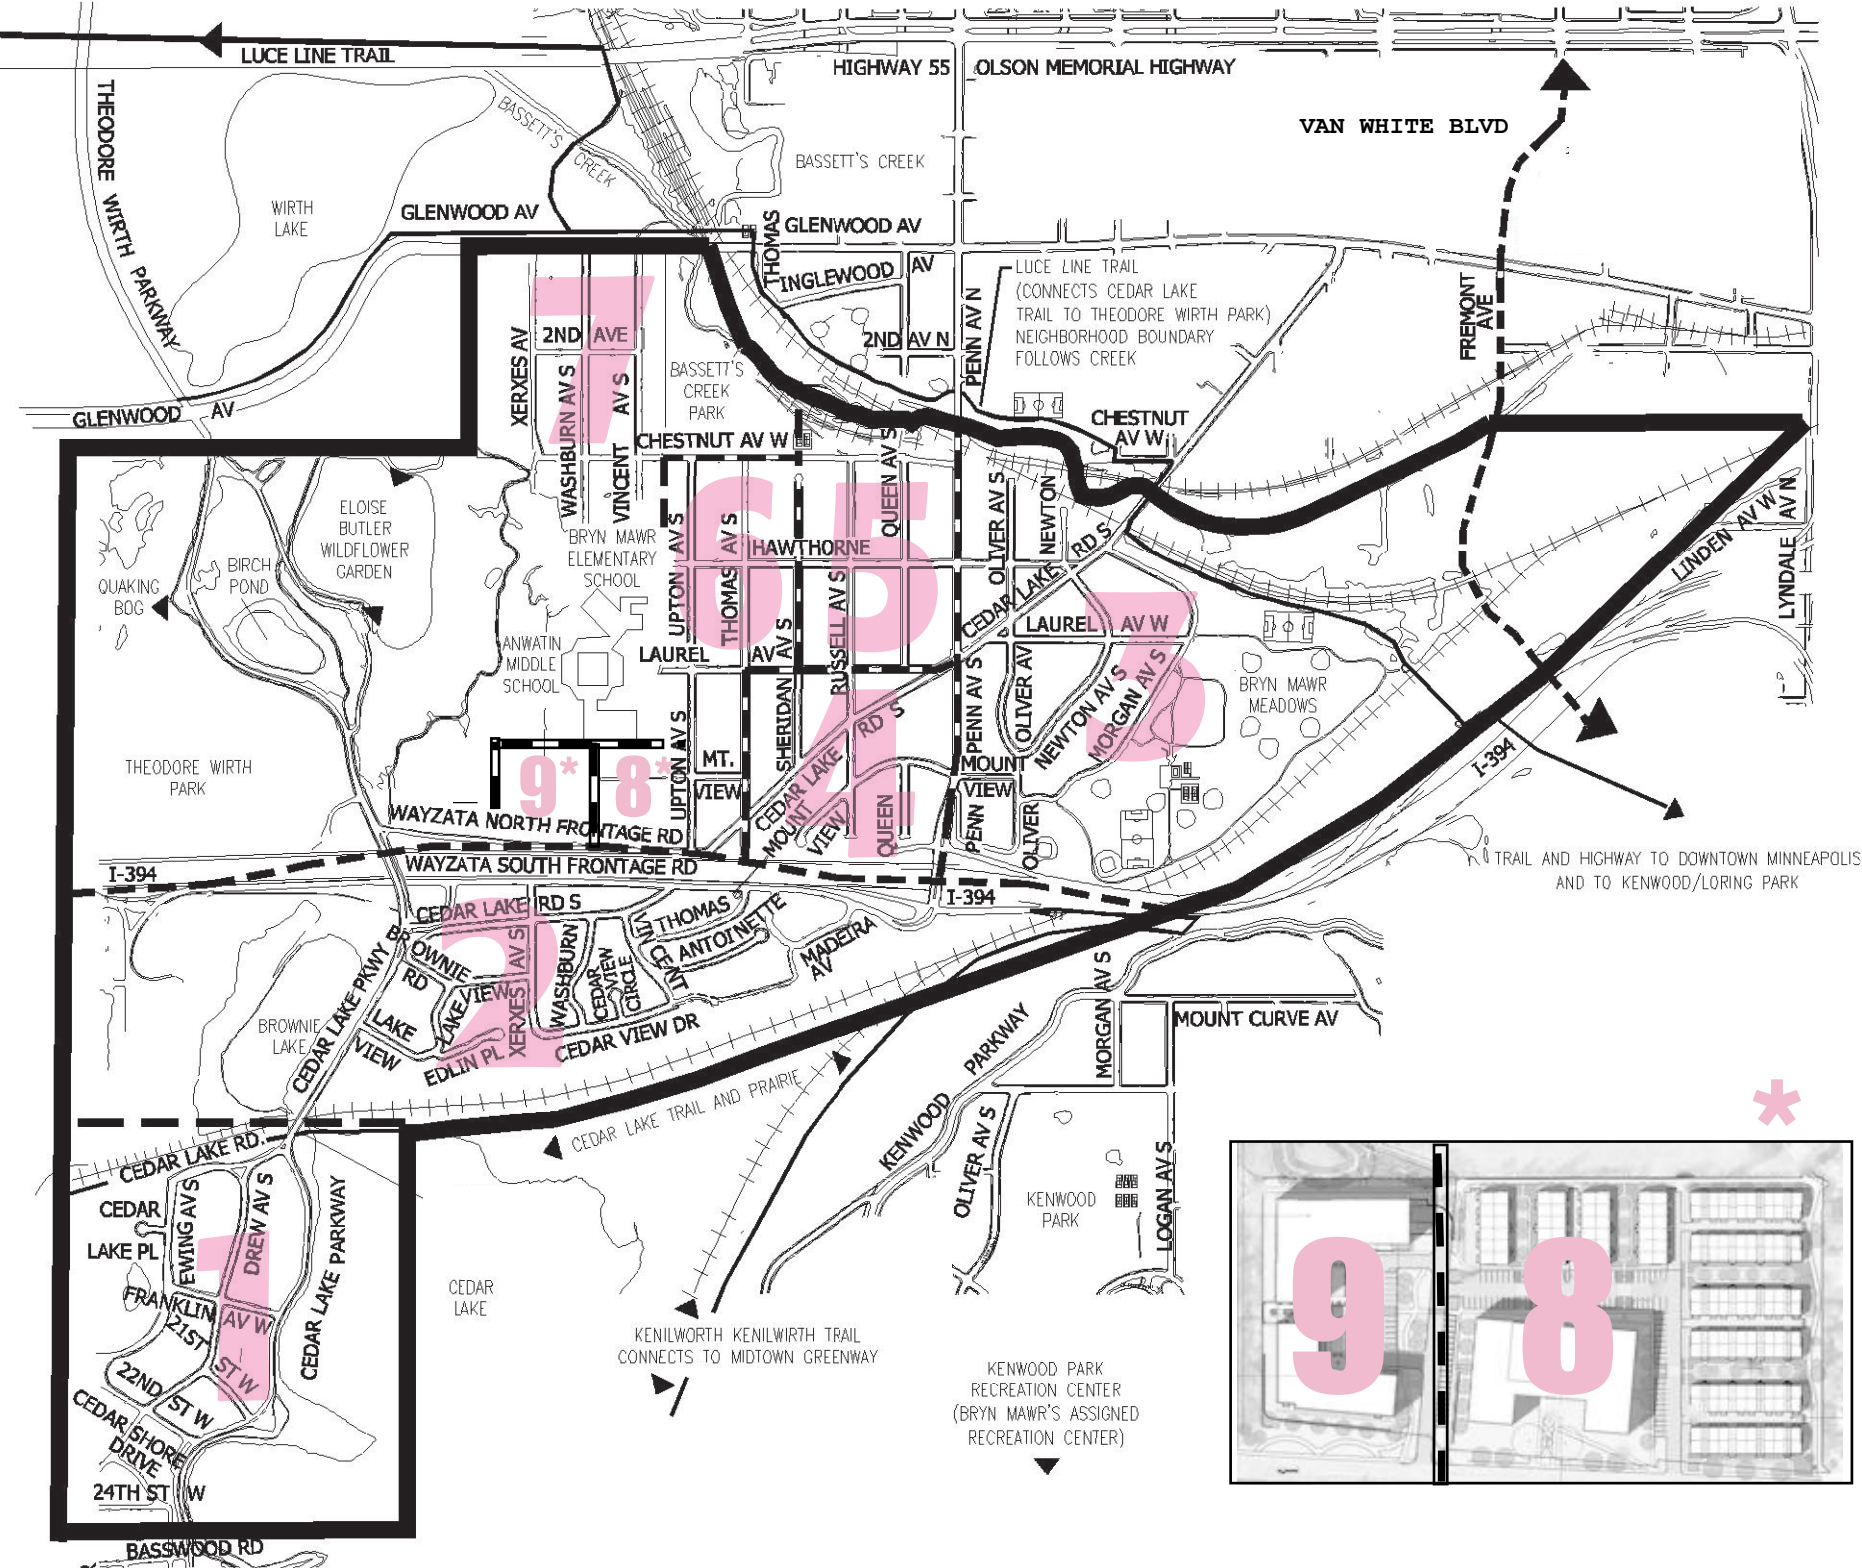 LUCE LINE TRAIL
HIGHWAY 55
OLSON MEMORIAL HIGHWAY
THEODORE WIRTH PARKWAY
BASSETT'S CREEK
VAN WHITE BLVD
BASSETT'S CREEK
WIRTH
LAKE
GLENWOOD AV
THOMAS
GLENWOOD AV
INGLEWOOD AV
LUCE LINE TRAIL
(CONNECTS CEDAR LAKE
TRAIL TO THEODORE WIRTH PARK)
NEIGHBORHOOD BOUNDARY
FOLLOWS CREEK
PENN AV N
FREMONT
AVE
7
XERXES AV
2ND AVE
WASHBURN AV S
VINCENT AV S
2ND AV N
BASSETT'S
CREEK
PARK
GLENWOOD AV
CHESTNUT AV W
CHESTNUT
AV W
QUEEN AV S
ELOISE
BUTLER
WILDFLOWER
GARDEN
BIRCH
POND
QUAKING
BOG
BRYN MAWR
ELEMENTARY
SCHOOL
UPTON AV S
THOMAS AV S
HAWTHORNE
6
5
OLIVER AV S
NEWTON
CEDAR LAKE RD S
LINDEN AV W
LYNDALE AV N
ANWATIN
MIDDLE
SCHOOL
LAUREL AV
SHERIDAN AV S
RUSSELL AV S
LAUREL AV W
3
BRYN MAWR
MEADOWS
THEODORE WIRTH
PARK
UPTON AV S
MT.
VIEW
CEDAR LAKE RD S
4
MOUNT
VIEW
QUEEN
PENN AV S
OLIVER AV
NEWTON AV S
MORGAN AV S
MOUNT
VIEW
PENN
OLIVER
I-394
9*
8*
WAYZATA NORTH FRONTAGE RD
WAYZATA SOUTH FRONTAGE RD
I-394
I-394
TRAIL AND HIGHWAY TO DOWNTOWN MINNEAPOLIS
AND TO KENWOOD/LORING PARK
CEDAR LAKE RD S
2
BROWNIE
RD
THOMAS
ANTOINETTE
VINCENT
MADEIRA
AV
XERXES AV S
WASHBURN
CEDAR
VIEW
CIRCLE
LAKE VIEW
LAKE
VIEW
EDLIN PL
CEDAR VIEW DR
BROWNIE
LAKE
CEDAR LAKE PKWY
MORGAN AV S
MOUNT CURVE AV
KENWOOD PARKWAY
CEDAR LAKE TRAIL AND PRAIRIE
OLIVER AV S
LOGAN AV S
KENWOOD
PARK
CEDAR LAKE RD.
CEDAR
LAKE PL
EWING AV S
DREW AV S
CEDAR LAKE PARKWAY
1
FRANKLIN AV W
21ST
ST W
22ND
ST W
CEDAR SHORE
DRIVE
24TH ST W
BASSWOOD RD
CEDAR
LAKE
KENILWORTH KENILWIRTH TRAIL
CONNECTS TO MIDTOWN GREENWAY
KENWOOD PARK
RECREATION CENTER
(BRYN MAWR'S ASSIGNED
RECREATION CENTER)
*
9
8